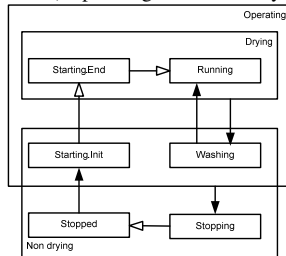 Operating
Drying
Starting.End
Running
Starting.Init
Washing
Stopped
Stopping
Non drying